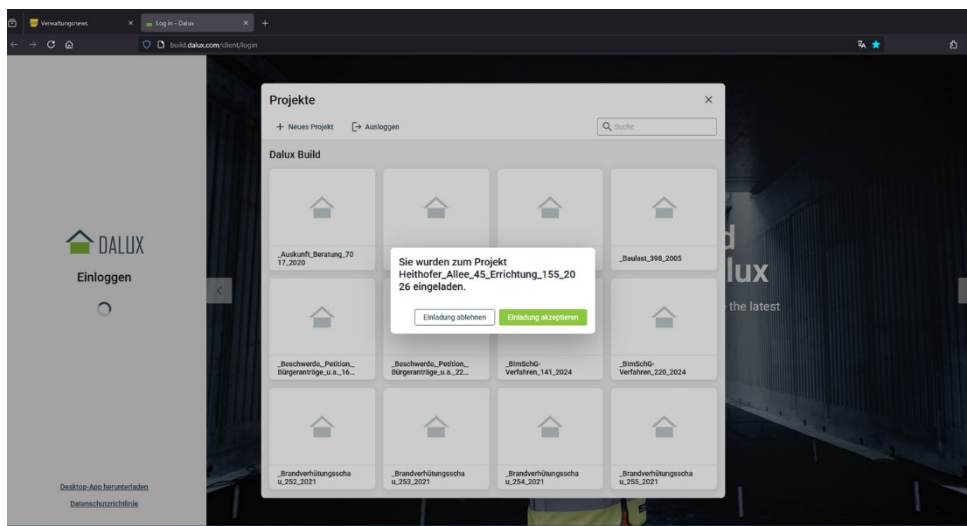 Verwaltungsnews
Log in - Dalux
build.dalux.com/client/login
Projekte
Neues Projekt
Ausloggen
Suche
Dalux Build
_Auskunft_Beratung_70
17_2020
_Baulast_398_2005
Sie wurden zum Projekt
Heithofer_Allee_45_Errichtung_155_20
26 eingeladen.
Einladung ablehnen
Einladung akzeptieren
DALUX
Einloggen
lux
the latest
_Beschwerde_Petition_
Bürgeranträge_u.a._16...
_Beschwerde_Petition_
Bürgeranträge_u.a._22...
_BImSchG-
Verfahren_141_2024
_BImSchG-
Verfahren_220_2024
_Brandverhütungsscha
u_252_2021
_Brandverhütungsscha
u_253_2021
_Brandverhütungsscha
u_254_2021
_Brandverhütungsscha
u_255_2021
Desktop-App herunterladen
Datenschutzrichtlinie